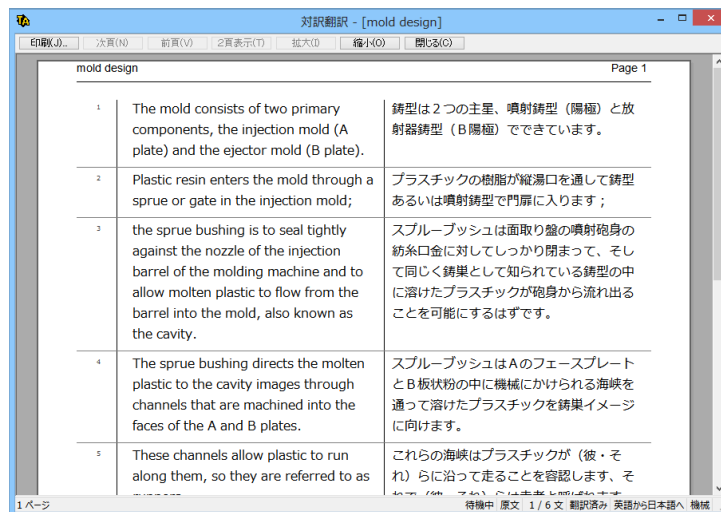 対訳翻訳 - [mold design]
印刷(J)... 次頁(N) 前頁(V) 2頁表示(T) 拡大(I) 縮小(O) 閉じる(C)
mold design Page 1
1
The mold consists of two primary
components, the injection mold (A
plate) and the ejector mold (B plate).
鋳型は２つの主星、噴射鋳型（陽極）と放
射器鋳型（Ｂ陽極）でできています。
2
Plastic resin enters the mold through a
sprue or gate in the injection mold;
プラスチックの樹脂が縦湯口を通して鋳型
あるいは噴射鋳型で門扉に入ります；
3
the sprue bushing is to seal tightly
against the nozzle of the injection
barrel of the molding machine and to
allow molten plastic to flow from the
barrel into the mold, also known as
the cavity.
スプルーブッシュは面取り盤の噴射砲身の
紡糸口金に対してしっかり閉まって、そし
て同じく鋳巣として知られている鋳型の中
に溶けたプラスチックが砲身から流れ出る
ことを可能にするはずです。
4
The sprue bushing directs the molten
plastic to the cavity images through
channels that are machined into the
faces of the A and B plates.
スプルーブッシュはＡのフェースプレート
とＢ板状粉の中に機械にかけられる海峡を
通って溶けたプラスチックを鋳巣イメージ
に向けます。
5
These channels allow plastic to run
along them, so they are referred to as
runners.
これらの海峡はプラスチックが（彼・そ
れ）らに沿って走ることを容認します、そ
れで（彼・それ）らは走者と呼ばれます。
1 ページ 待機中 原文 1 / 6 文 翻訳済み 英語から日本語へ 機械